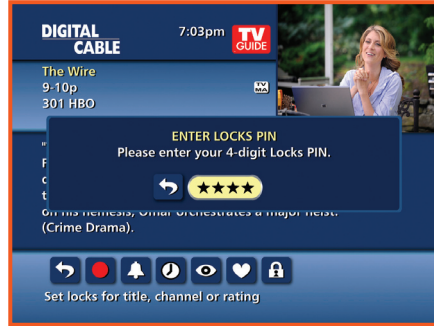 DIGITAL
CABLE
7:03pm
TV
GUIDE
The Wire
9-10p
TV
MA
301 HBO
ENTER LOCKS PIN
Please enter your 4-digit Locks PIN.
★★★★
on his nemesis, Omar orchestrates a major heist.
(Crime Drama).
Set locks for title, channel or rating